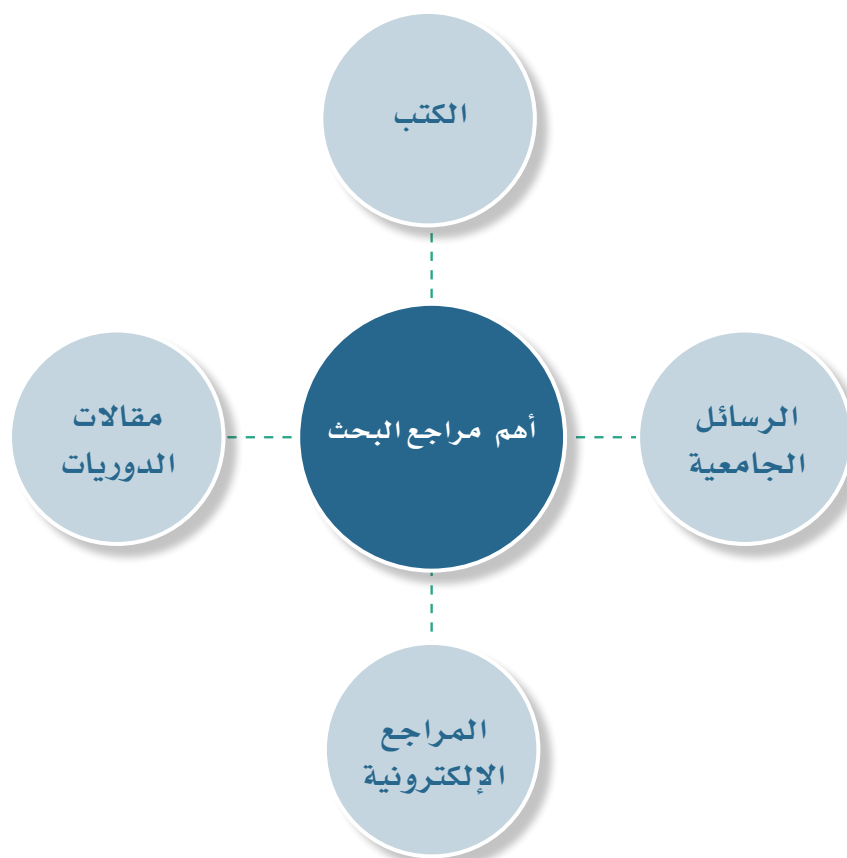 الكتب
أهم مراجع البحث
الرسائل
الجامعية
مقالات
الدوريات
المراجع
الإلكترونية